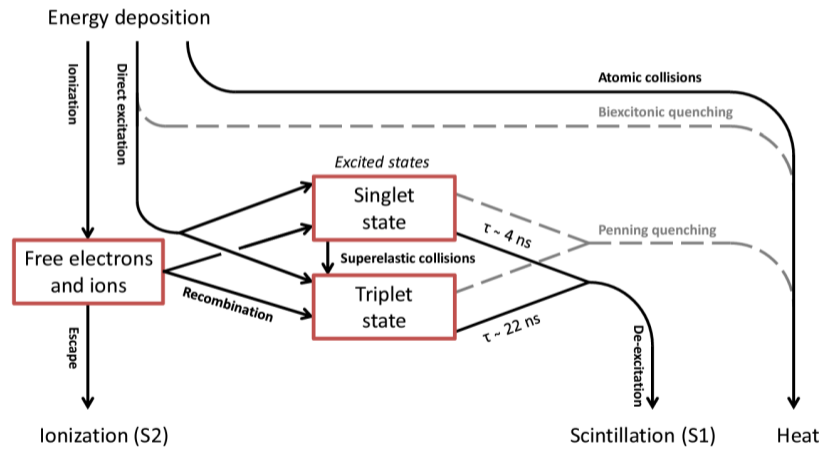 Energy deposition
Ionization
Direct excitation
Atomic collisions
Biexcitonic quenching
Excited states
Singlet
state
τ ~ 4 ns
Penning quenching
Free electrons
and ions
Superelastic collisions
Recombination
Triplet
state
τ ~ 22 ns
Escape
De-excitation
Ionization (S2)
Scintillation (S1)
Heat